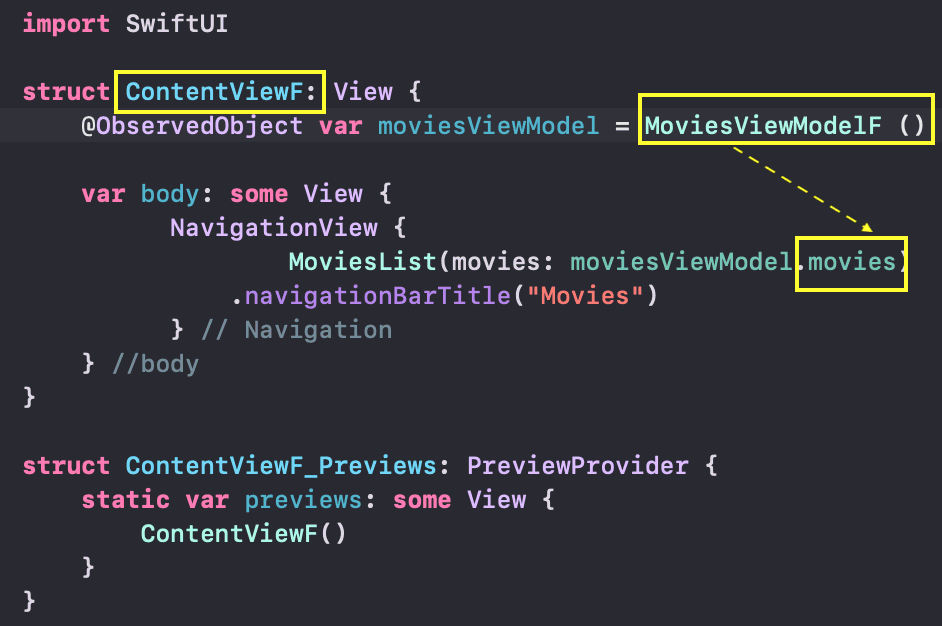 import SwiftUI
struct ContentViewF: View {
@ObservedObject var moviesViewModel = MoviesViewModelF ()
var body: some View {
NavigationView {
MoviesList(movies: moviesViewModel.movies)
.navigationBarTitle("Movies")
} // Navigation
} //body
}
struct ContentViewF_Previews: PreviewProvider {
static var previews: some View {
ContentViewF()
}
}